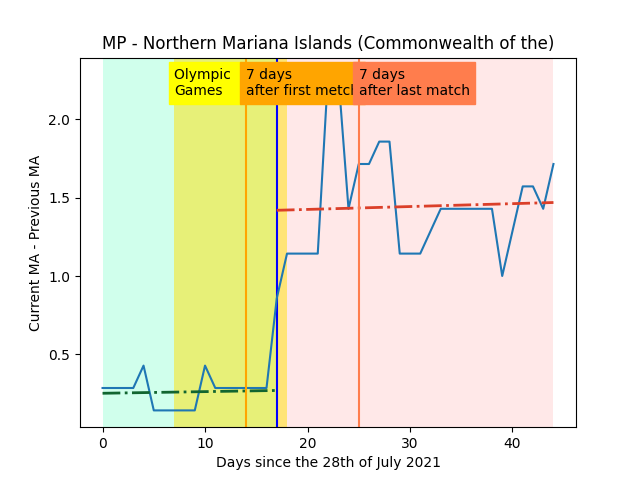 MP - Northern Mariana Islands (Commonwealth of the)
Olympic
Games
7 days
after first
7 days
after last match
2.0
1.5
1.0
0.5
Current MA - Previous MA
0
10
20
30
40
Days since the 28th of July 2021